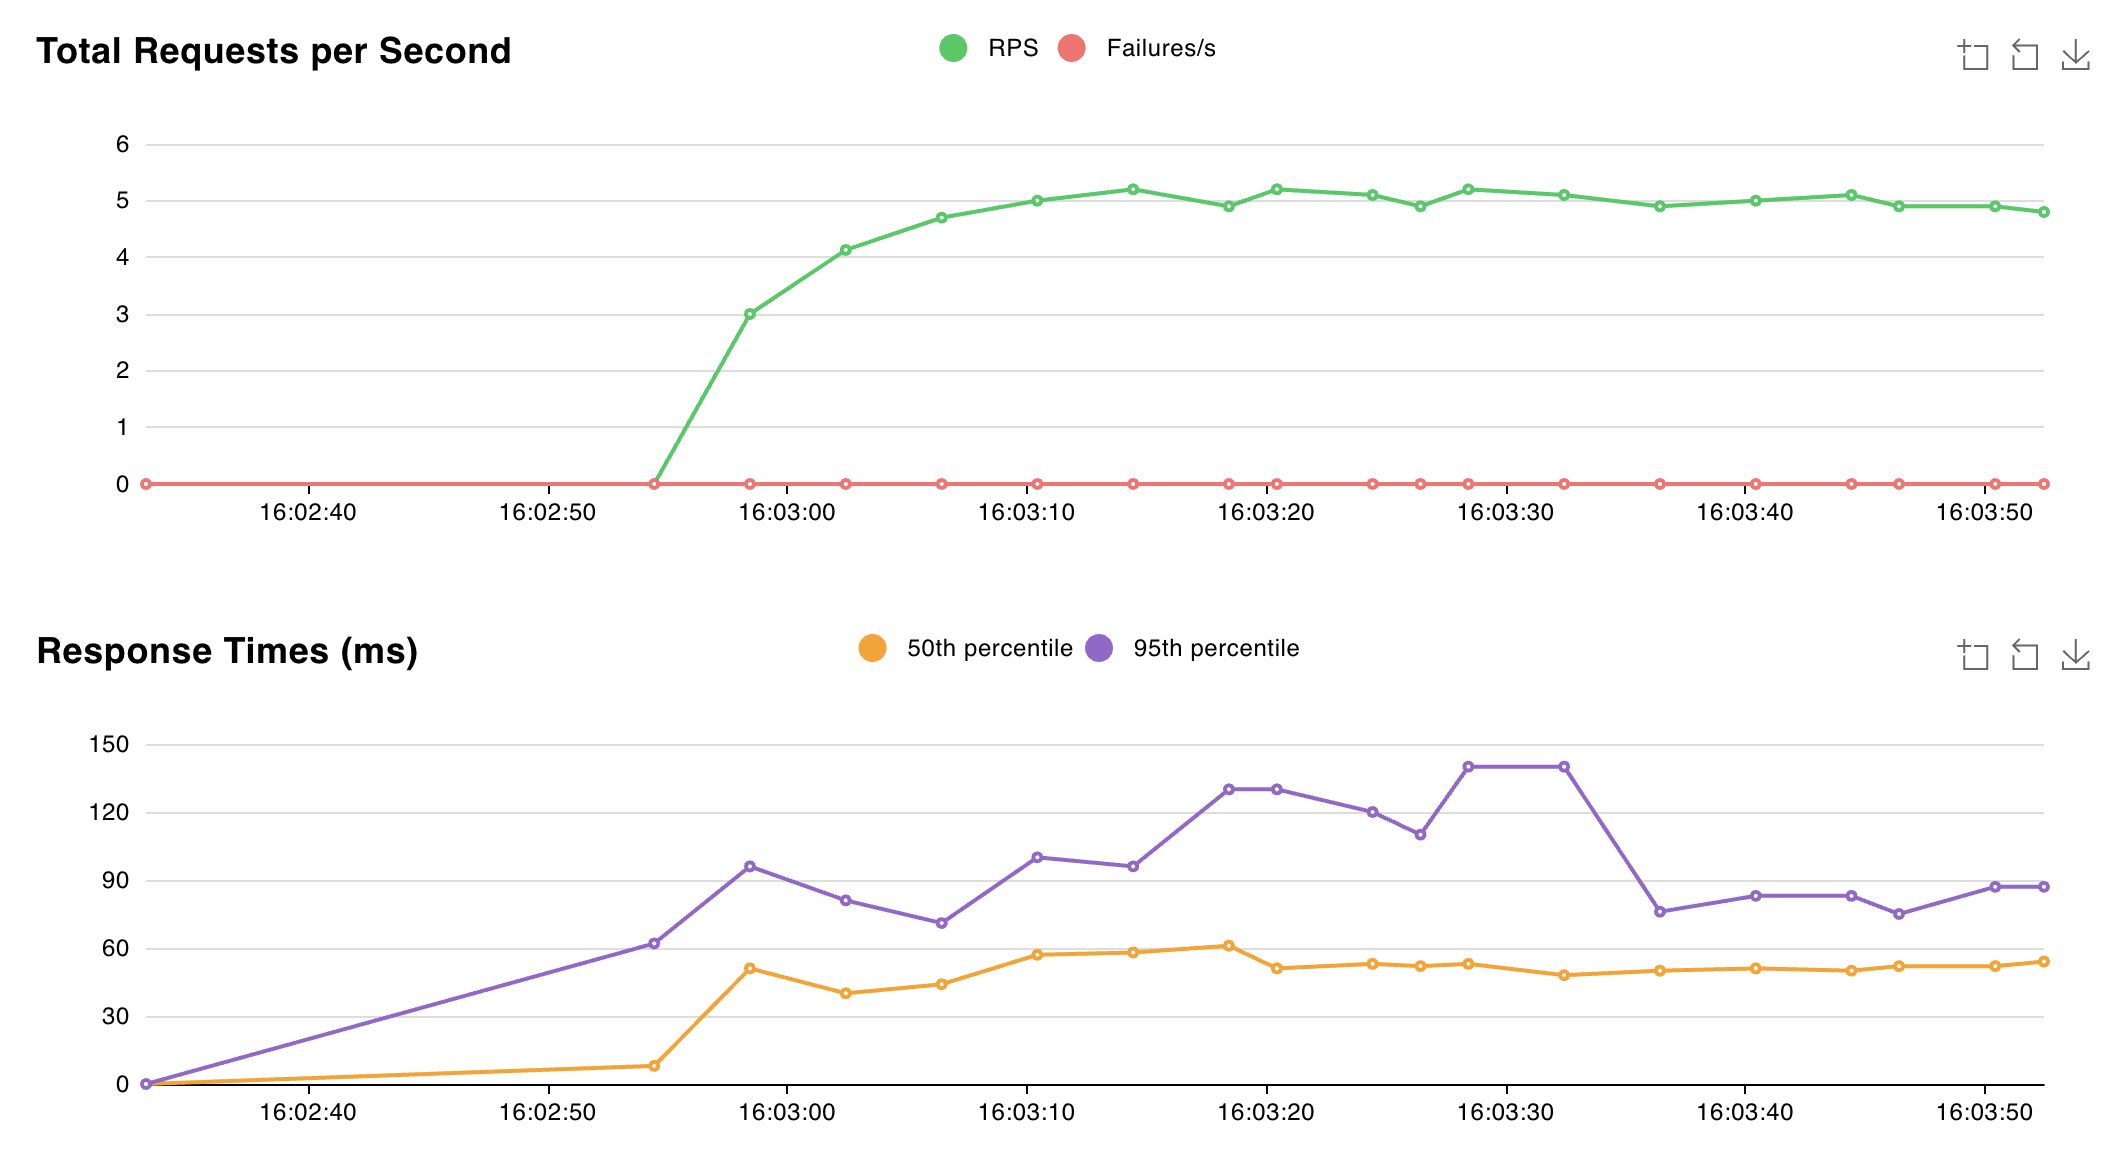 Total Requests per Second
RPS Failures/s
6
5
4
3
2
1
0
16:02:40 16:02:50 16:03:00 16:03:10 16:03:20 16:03:30 16:03:40 16:03:50
Response Times (ms)
50th percentile 95th percentile
150
120
90
60
30
0
16:02:40 16:02:50 16:03:00 16:03:10 16:03:20 16:03:30 16:03:40 16:03:50